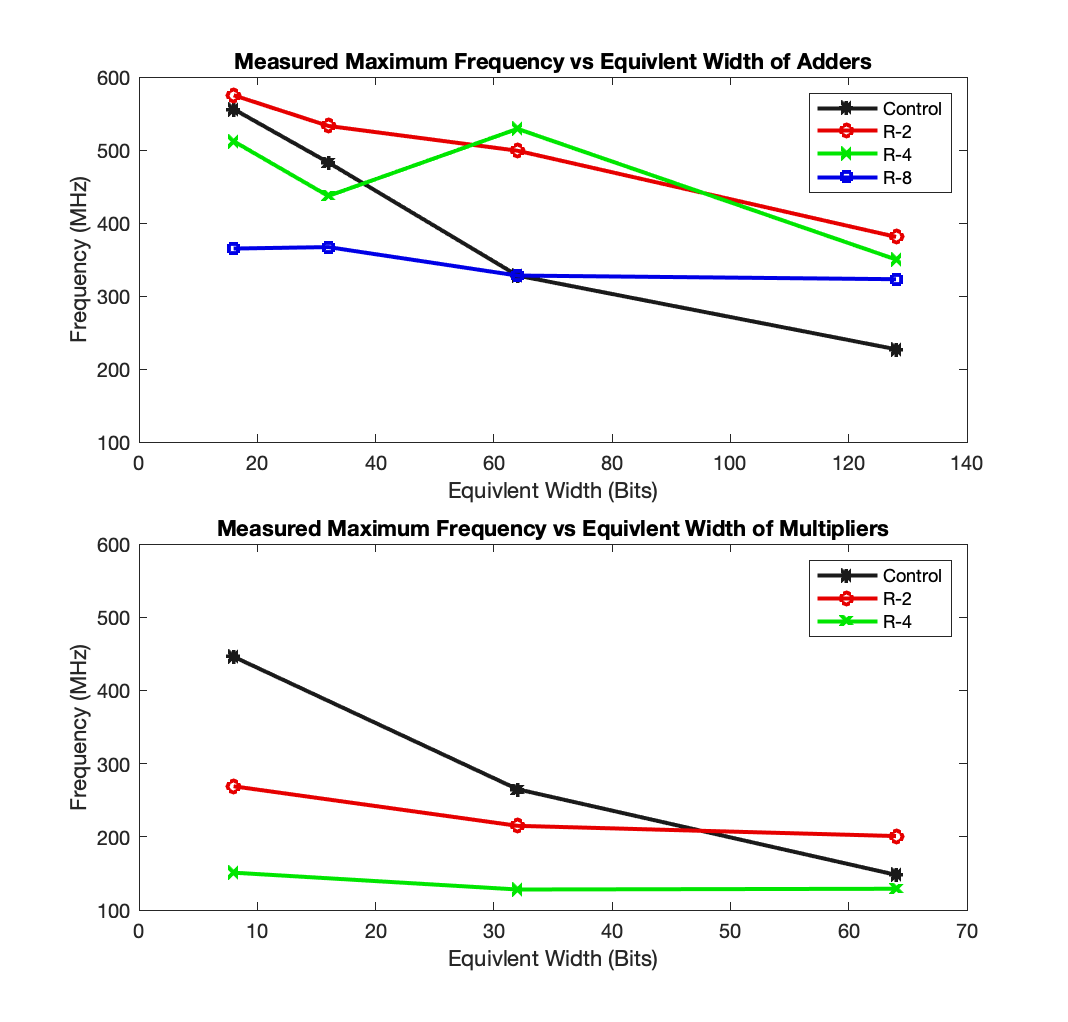 Measured Maximum Frequency vs Equivlent Width of Adders
600
500
400
300
200
100
Frequency (MHz)
0 20 40 60 80 100 120 140
Equivlent Width (Bits)
Control
R-2
R-4
R-8
Measured Maximum Frequency vs Equivlent Width of Multipliers
600
500
400
300
200
100
Frequency (MHz)
0 10 20 30 40 50 60 70
Equivlent Width (Bits)
Control
R-2
R-4